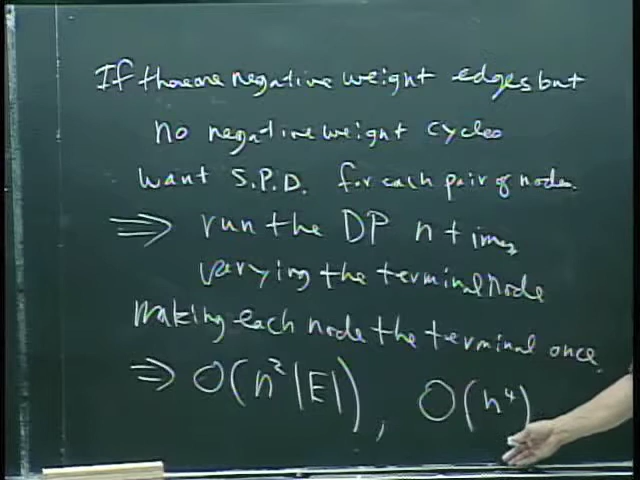 If there are negative weight edges but
no negative weight cycles
want S.P.D. for each pair of nodes.
⇒ run the DP n times
varying the terminal node
Making each node the terminal once.
⇒ O(n²|E|), O(n⁴)